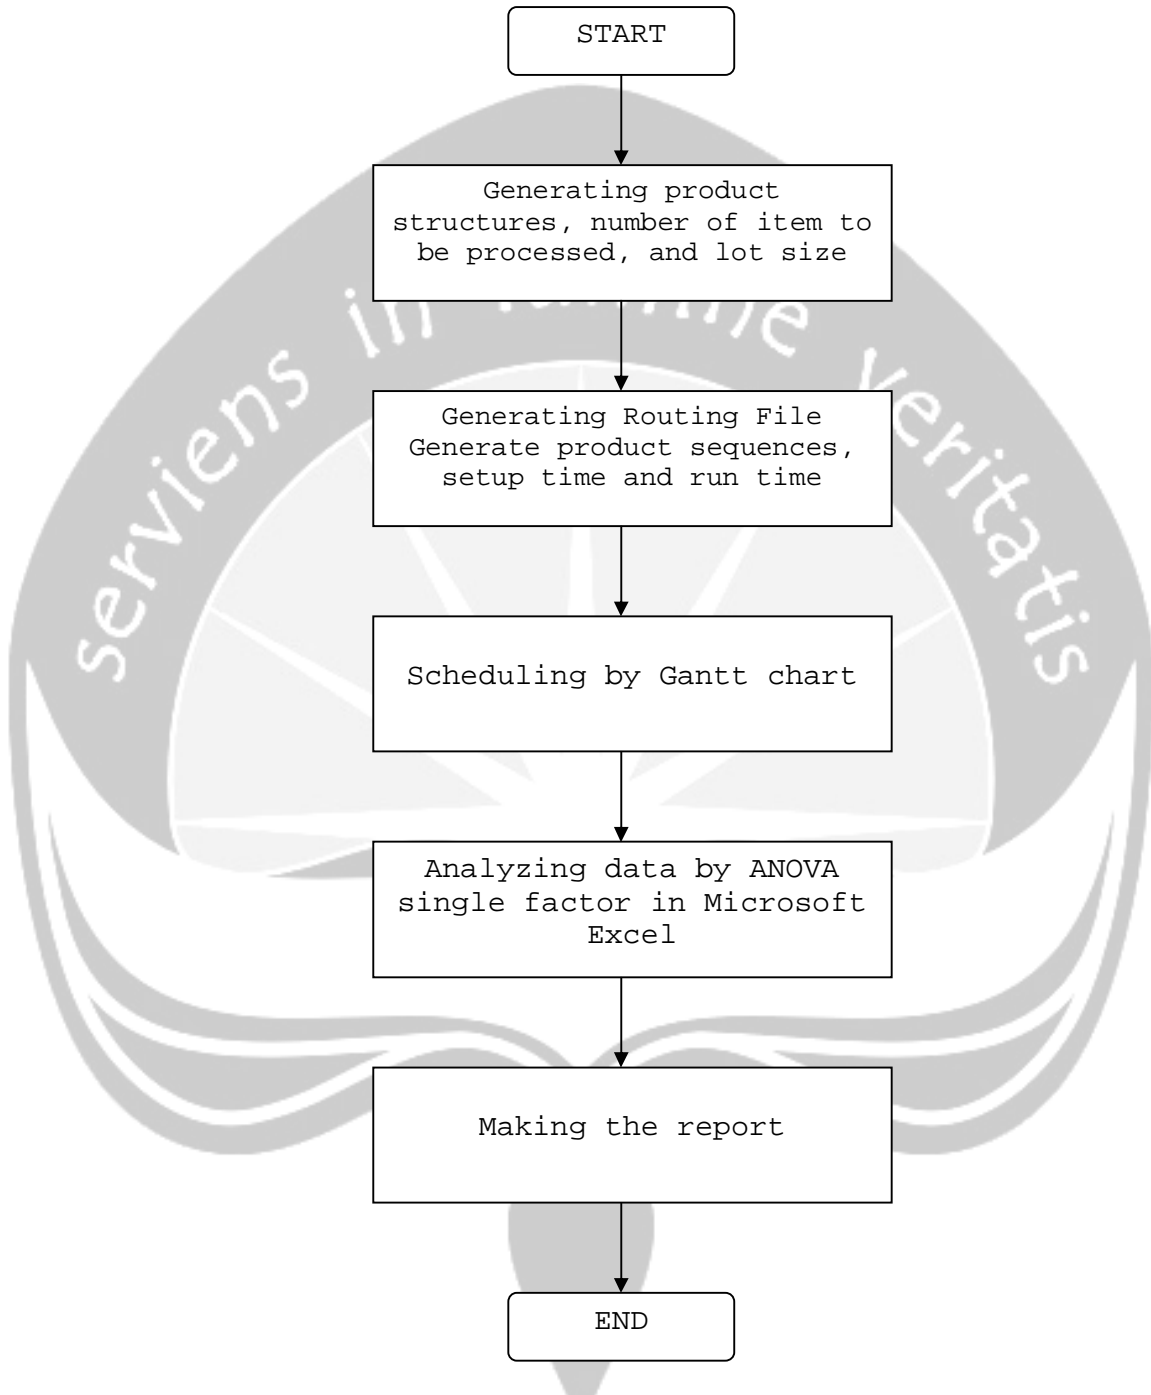 START
Generating product
structures, number of item to
be processed, and lot size
serviens in lumine veritatis
Generating Routing File
Generate product sequences,
setup time and run time
Scheduling by Gantt chart
Analyzing data by ANOVA
single factor in Microsoft
Excel
Making the report
END